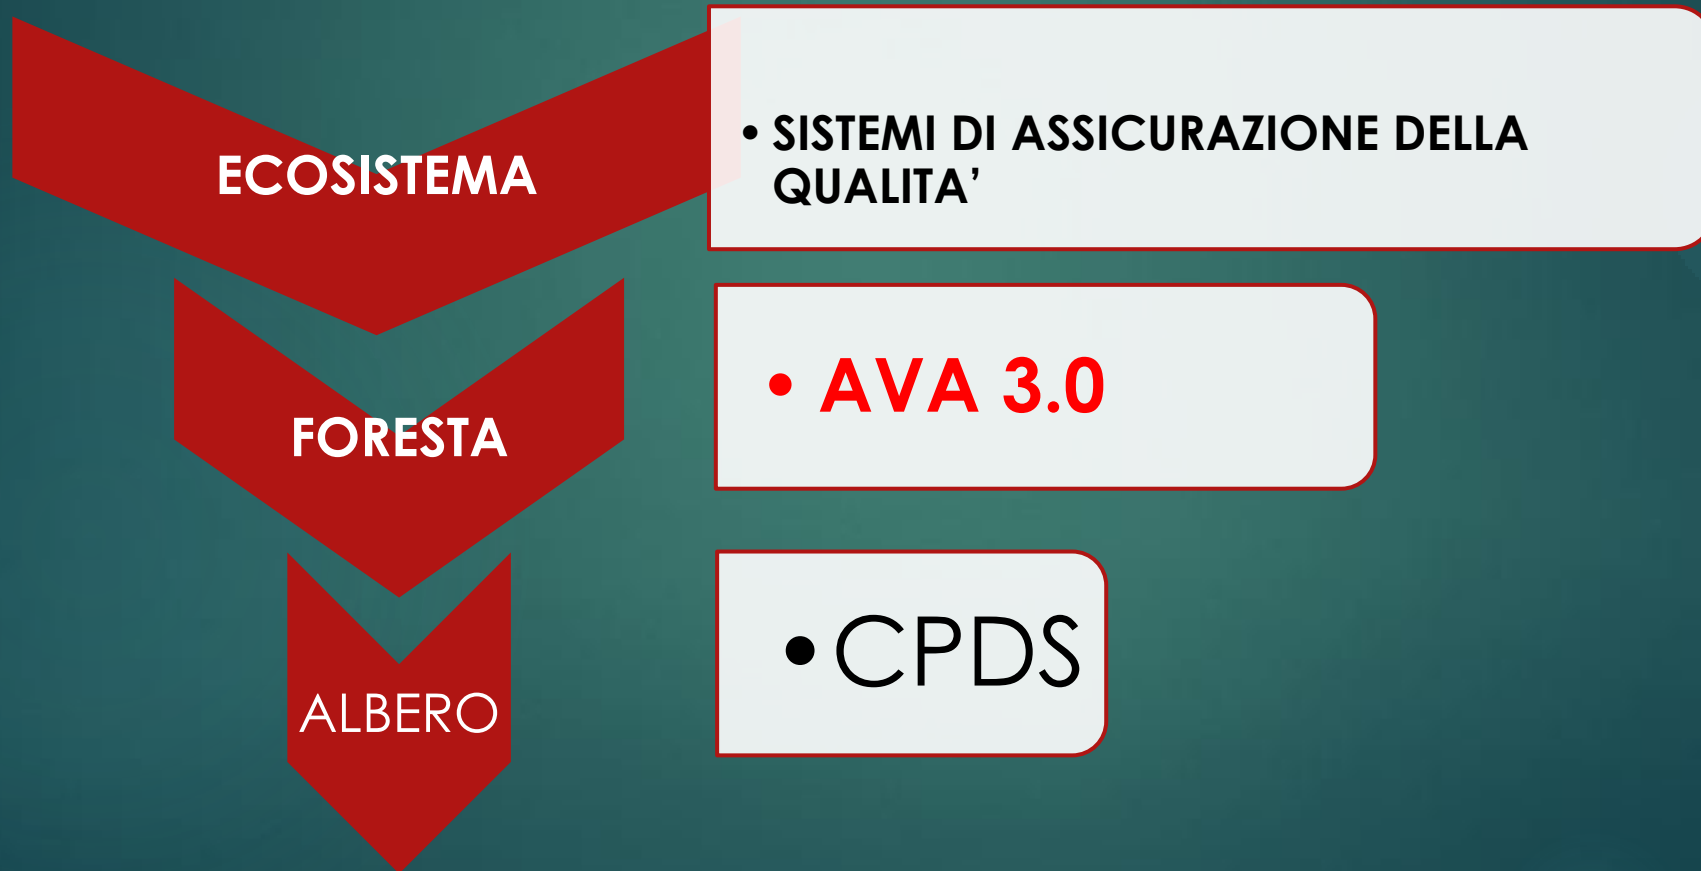 ECOSISTEMA
• SISTEMI DI ASSICURAZIONE DELLA
QUALITA’
FORESTA
• AVA 3.0
ALBERO
•CPDS